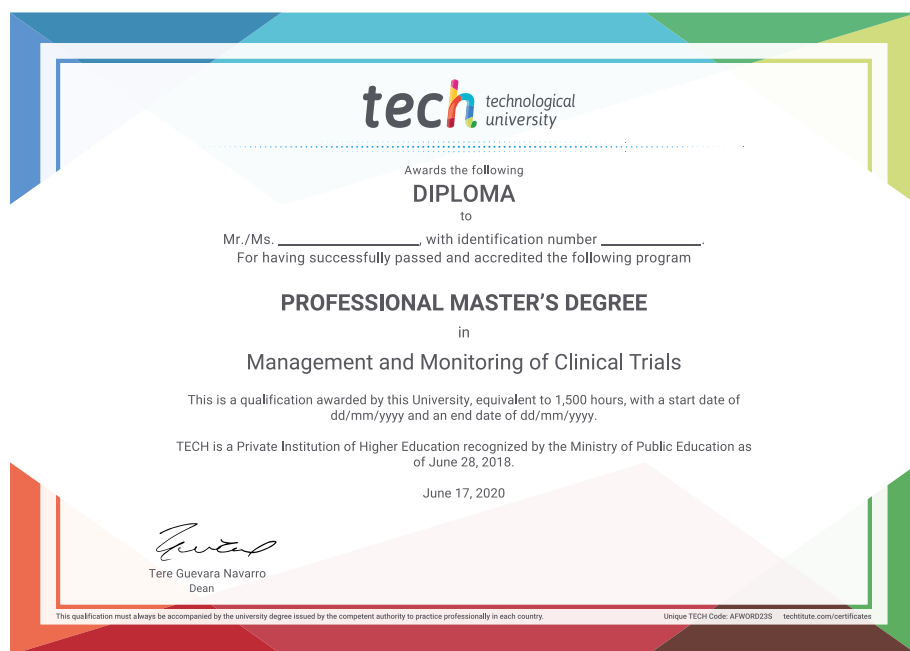 tech technological
university
Awards the following
DIPLOMA
to
Mr./Ms. ____________________, with identification number ______________.
For having successfully passed and accredited the following program
PROFESSIONAL MASTER'S DEGREE
in
Management and Monitoring of Clinical Trials
This is a qualification awarded by this University, equivalent to 1,500 hours, with a start date of
dd/mm/yyyy and an end date of dd/mm/yyyy.
TECH is a Private Institution of Higher Education recognized by the Ministry of Public Education as
of June 28, 2018.
June 17, 2020
Tere Guevara Navarro
Dean
This qualification must always be accompanied by the university degree issued by the competent authority to practice professionally in each country. Unique TECH Code: AFWORD23S techtitute.com/certificates